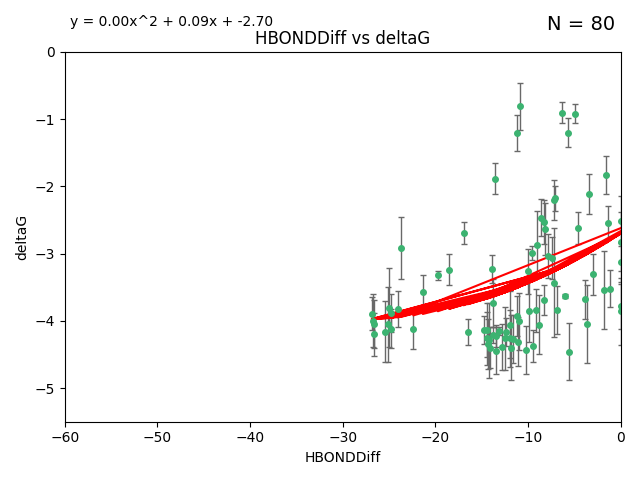 y = 0.00x^2 + 0.09x + -2.70
N = 80
HBONDDiff vs deltaG
0
−1
−2
−3
−4
−5
deltaG
−60 −50 −40 −30 −20 −10 0
HBONDDiff